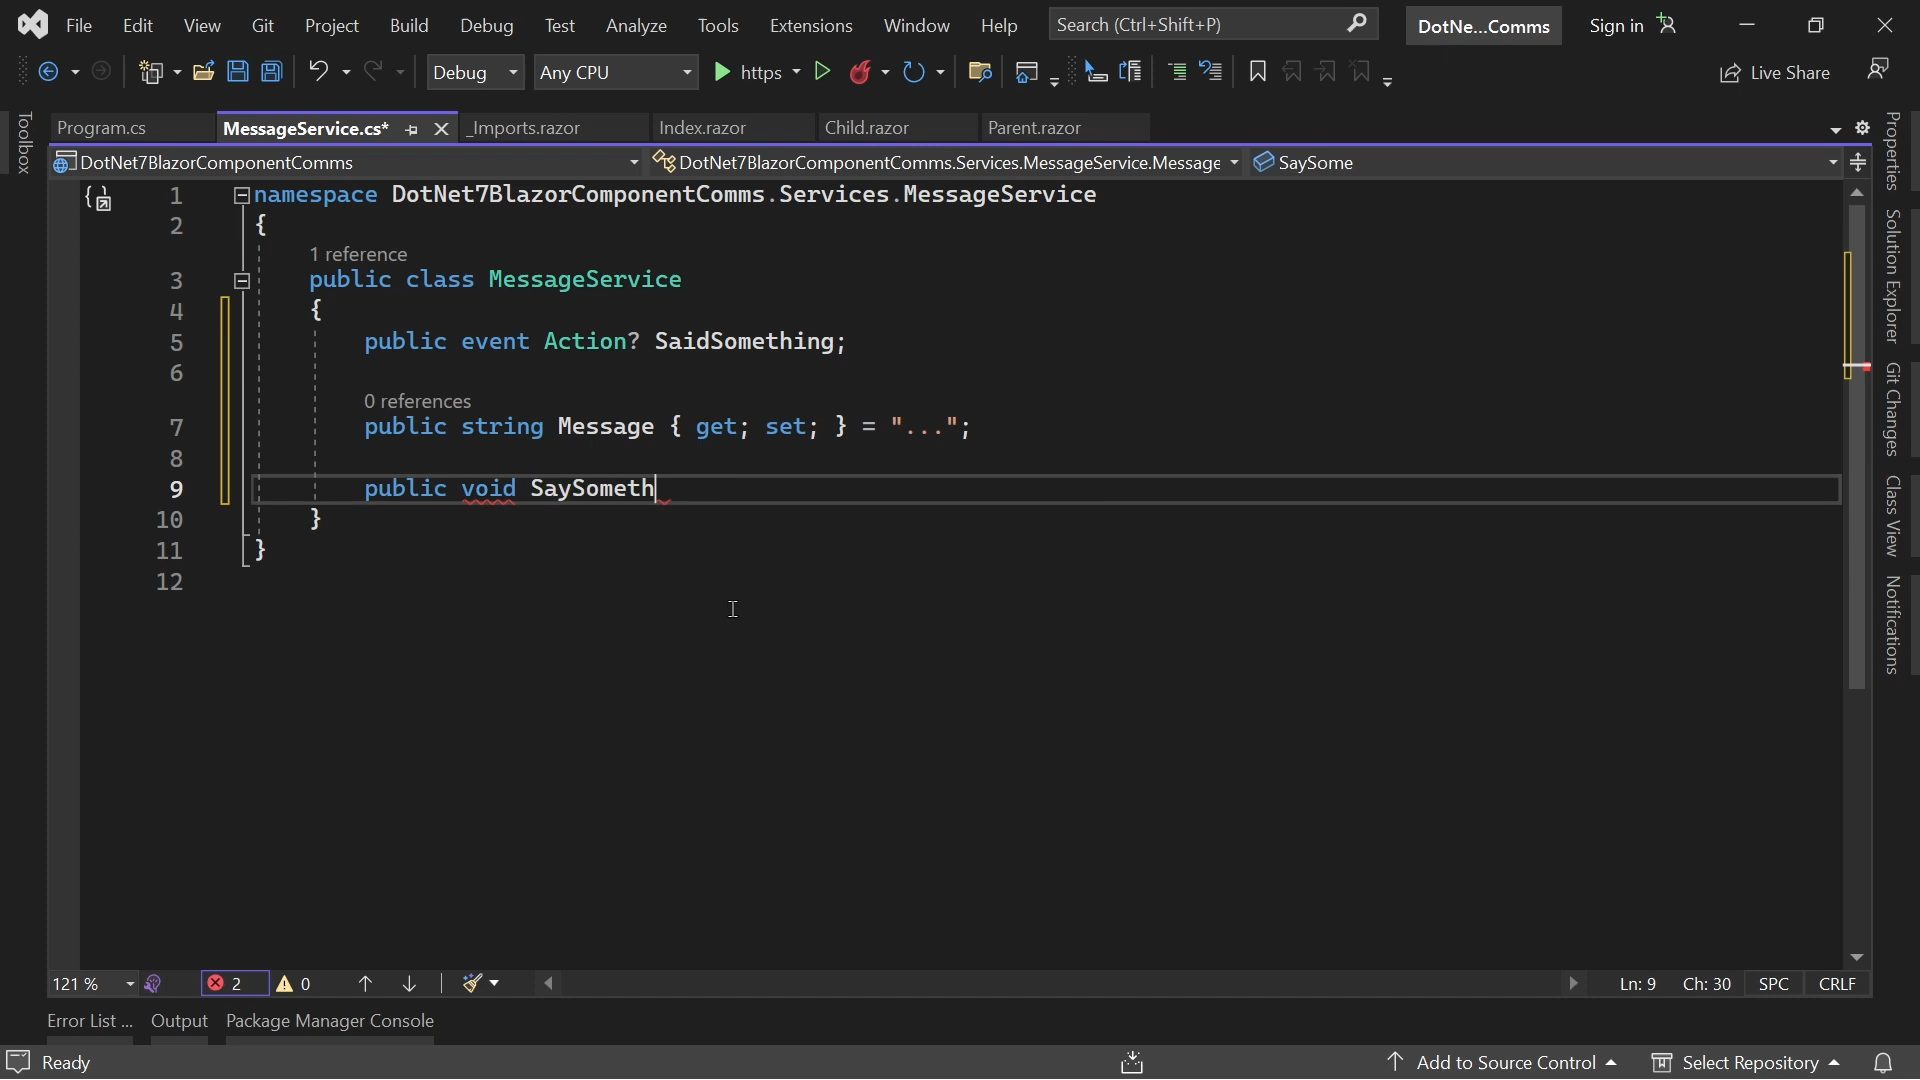 File Edit View Git Project Build Debug Test Analyze Tools Extensions Window Help Search (Ctrl+Shift+P) DotNe...Comms Sign in
Debug Any CPU https Live Share
Toolbox
Program.cs MessageService.cs* _Imports.razor Index.razor Child.razor Parent.razor
DotNet7BlazorComponentComms DotNet7BlazorComponentComms.Services.MessageService.Message SaySome
1 namespace DotNet7BlazorComponentComms.Services.MessageService
2 {
1 reference
3 public class MessageService
4 {
5 public event Action? SaidSomething;
6
0 references
7 public string Message { get; set; } = "...";
8
9 public void SaySometh
10 }
11 }
12
Properties
Solution Explorer
Git Changes
Class View
Notifications
121 % 2 0 Ln: 9 Ch: 30 SPC CRLF
Error List ... Output Package Manager Console
Ready Add to Source Control Select Repository